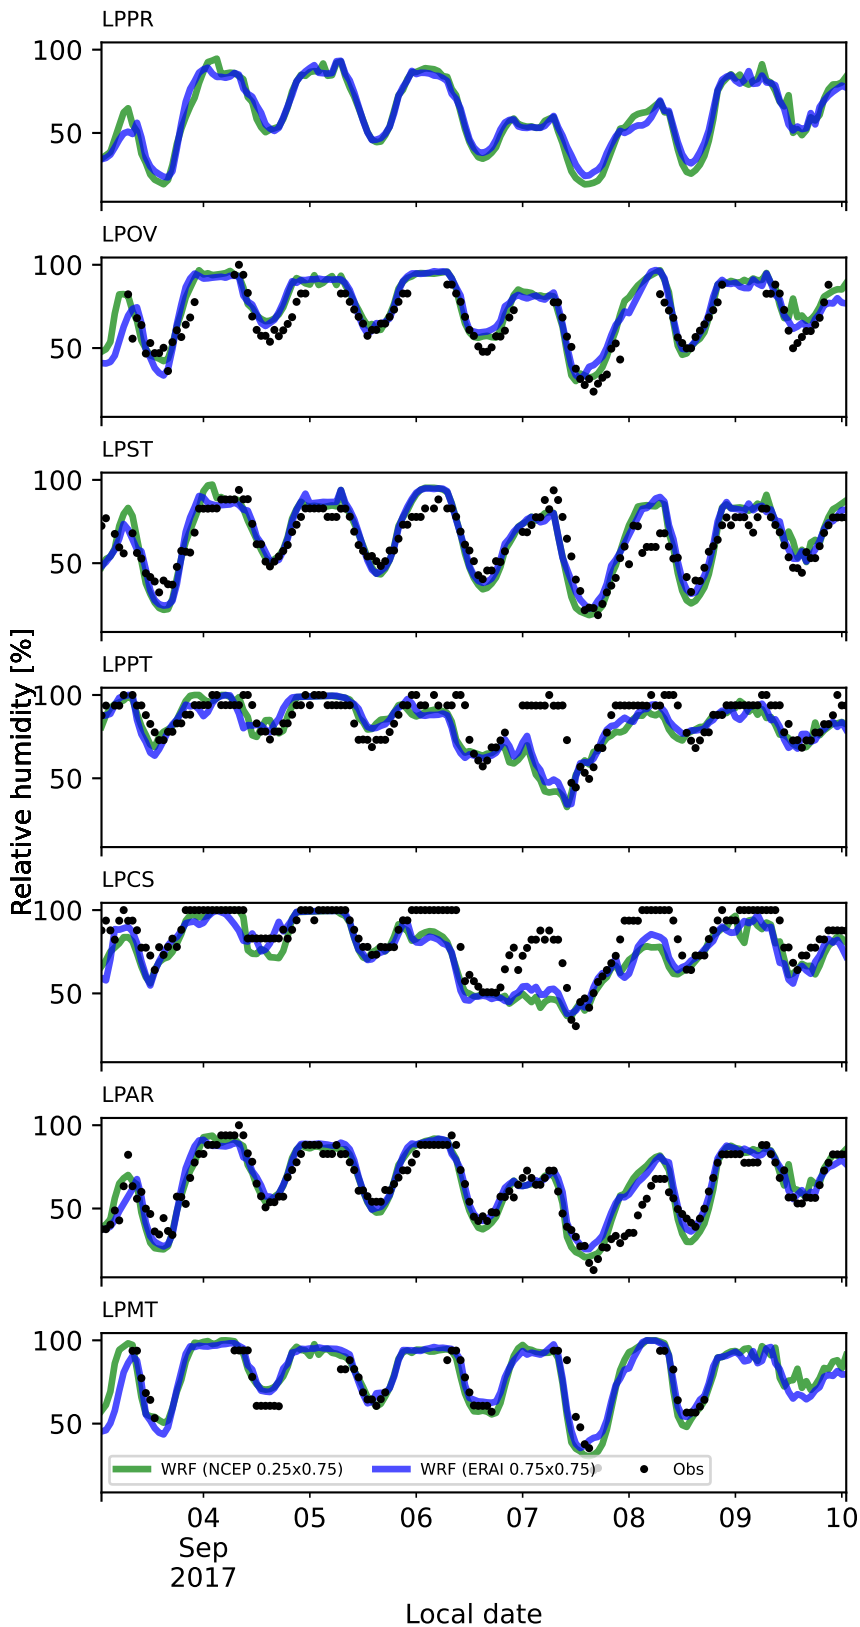 LPPR
100
50
LPOV
100
50
LPST
100
50
LPPT
100
50
LPCS
100
50
LPAR
100
50
LPMT
100
50
Relative humidity [%]
WRF (NCEP 0.25x0.75) WRF (ERAI 0.75x0.75) Obs
04 05 06 07 08 09 10
Sep
2017
Local date